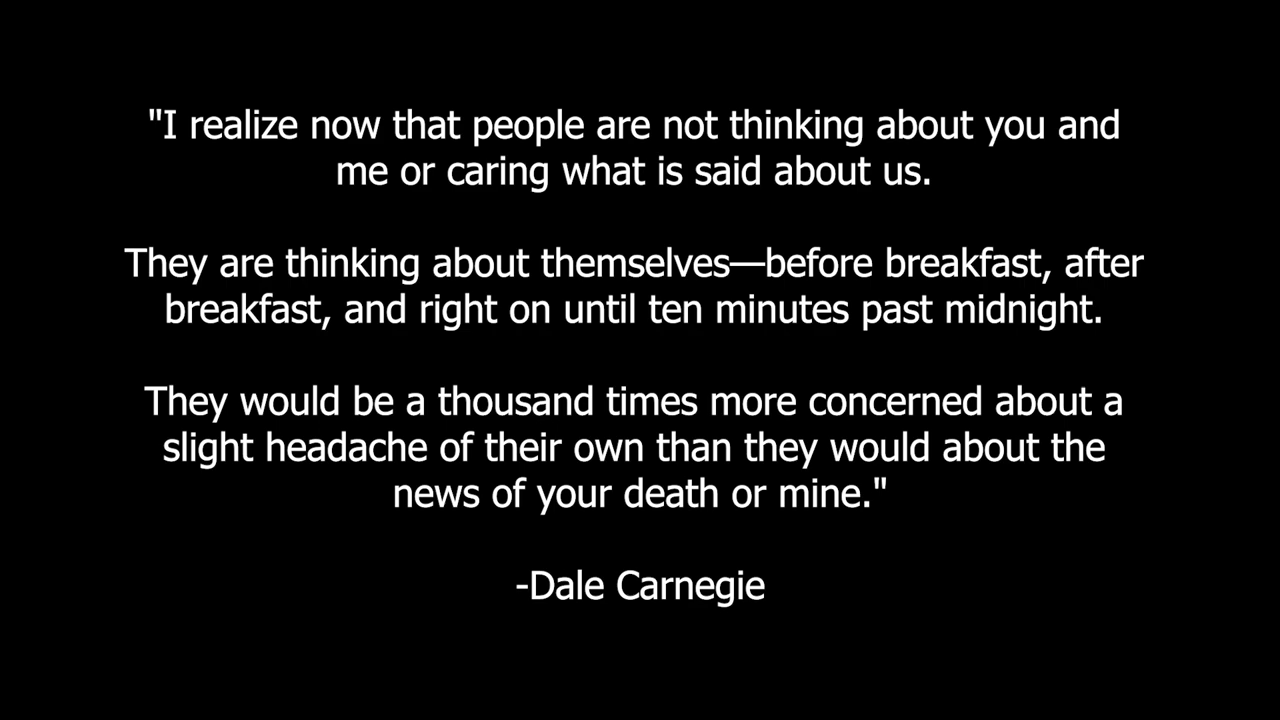 "I realize now that people are not thinking about you and
me or caring what is said about us.
They are thinking about themselves—before breakfast, after
breakfast, and right on until ten minutes past midnight.
They would be a thousand times more concerned about a
slight headache of their own than they would about the
news of your death or mine."
-Dale Carnegie